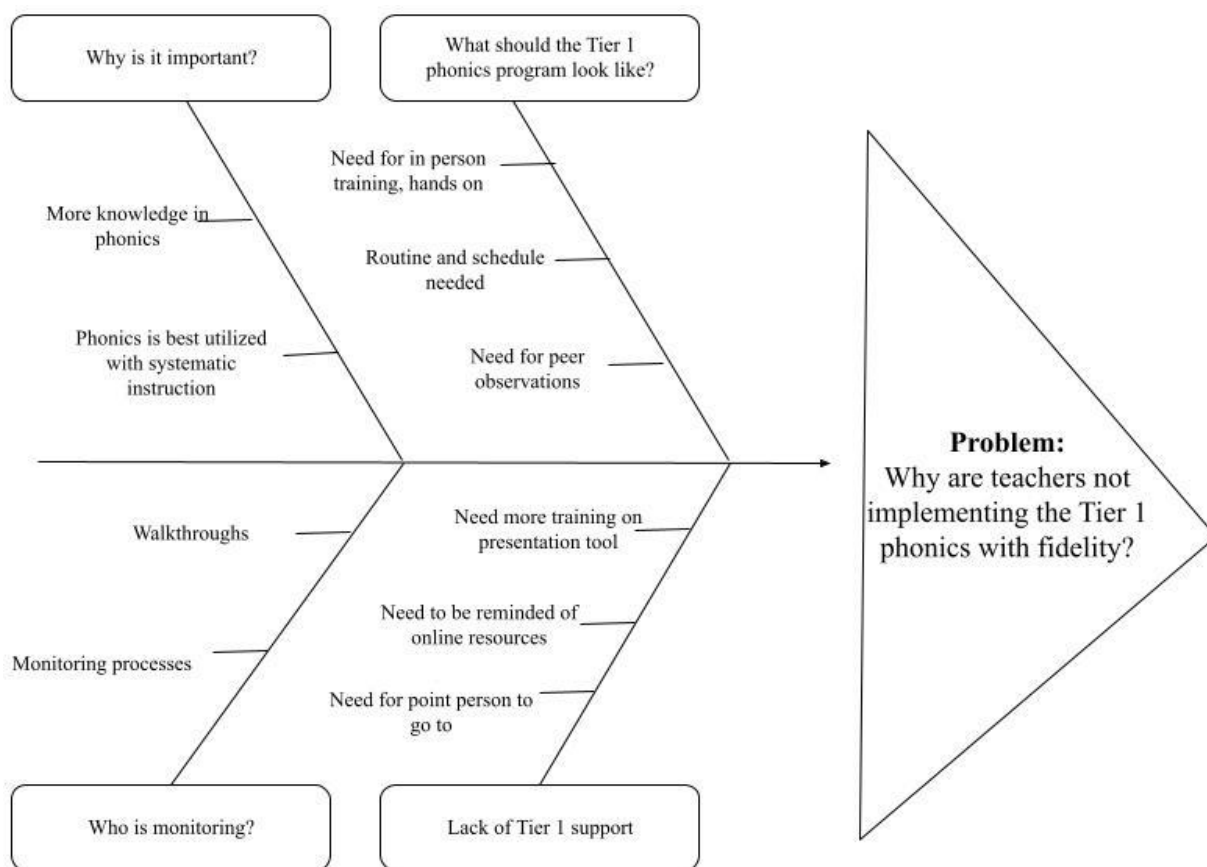 Why is it important?
What should the Tier 1
phonics program look like?
Need for in person
training, hands on
More knowledge in
phonics
Routine and schedule
needed
Phonics is best utilized
with systematic
instruction
Need for peer
observations
Problem:
Why are teachers not
implementing the Tier 1
phonics with fidelity?
Walkthroughs
Need more training on
presentation tool
Need to be reminded of
online resources
Monitoring processes
Need for point person to
go to
Who is monitoring?
Lack of Tier 1 support